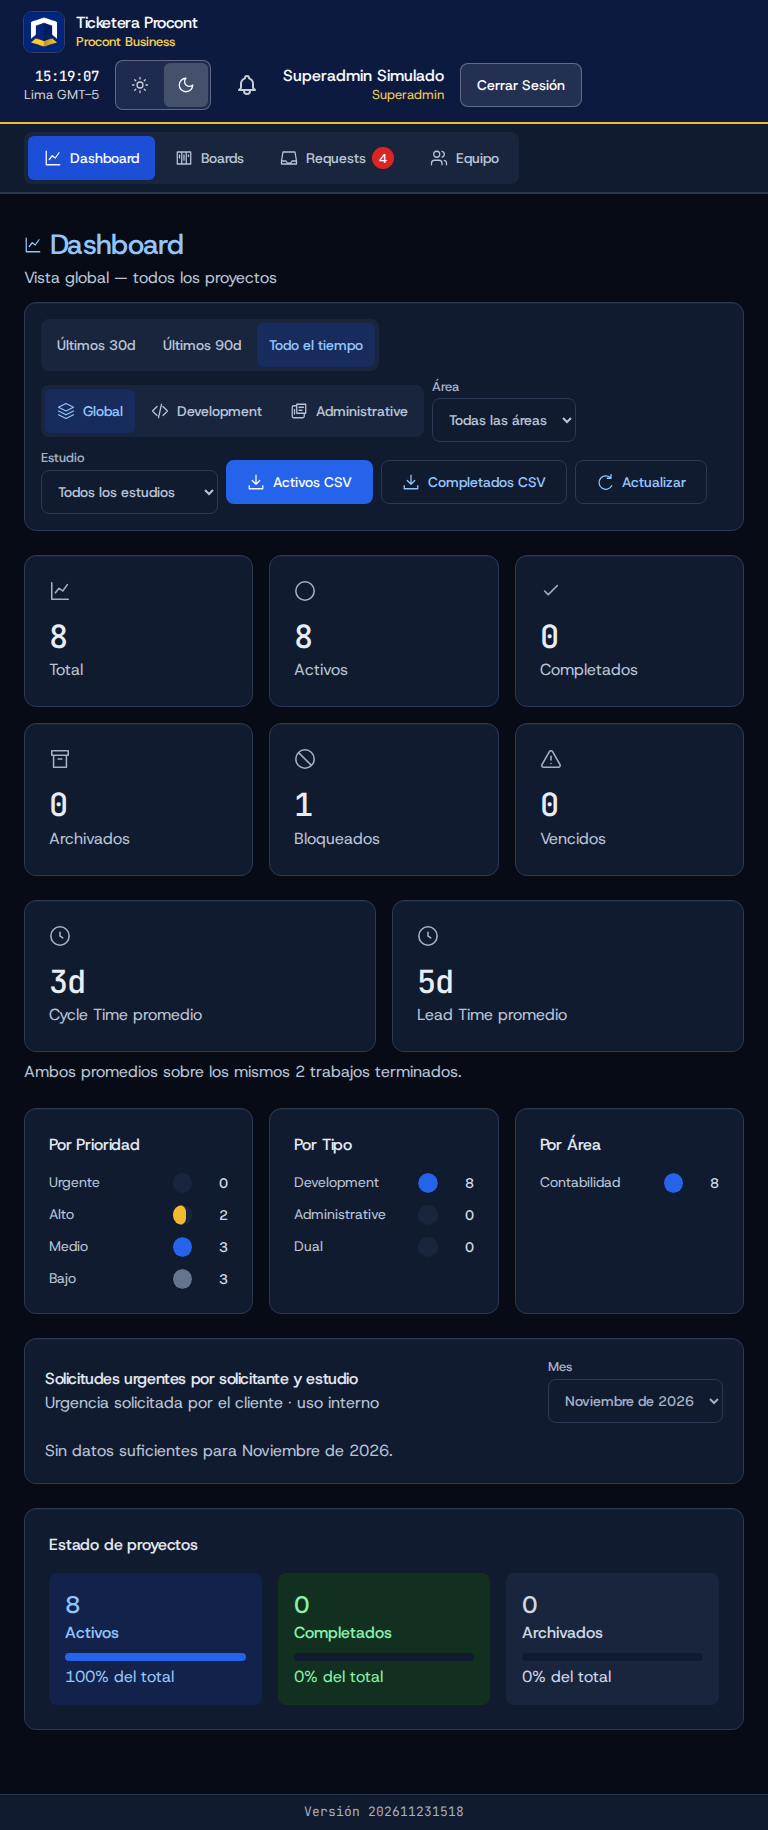 Ticketera Procont
Procont Business
15:19:07
Lima GMT-5
Superadmin Simulado
Superadmin
Cerrar Sesión
Dashboard
Boards
Requests 4
Equipo
Dashboard
Vista global — todos los proyectos
Últimos 30d
Últimos 90d
Todo el tiempo
Global
Development
Administrative
Área
Todas las áreas
Estudio
Todos los estudios
Activos CSV
Completados CSV
Actualizar
8
Total
8
Activos
0
Completados
0
Archivados
1
Bloqueados
0
Vencidos
3d
Cycle Time promedio
5d
Lead Time promedio
Ambos promedios sobre los mismos 2 trabajos terminados.
Por Prioridad
Urgente 0
Alto 2
Medio 3
Bajo 3
Por Tipo
Development 8
Administrative 0
Dual 0
Por Área
Contabilidad 8
Solicitudes urgentes por solicitante y estudio
Urgencia solicitada por el cliente · uso interno
Mes
Noviembre de 2026
Sin datos suficientes para Noviembre de 2026.
Estado de proyectos
8
Activos
100% del total
0
Completados
0% del total
0
Archivados
0% del total
Versión 202611231518